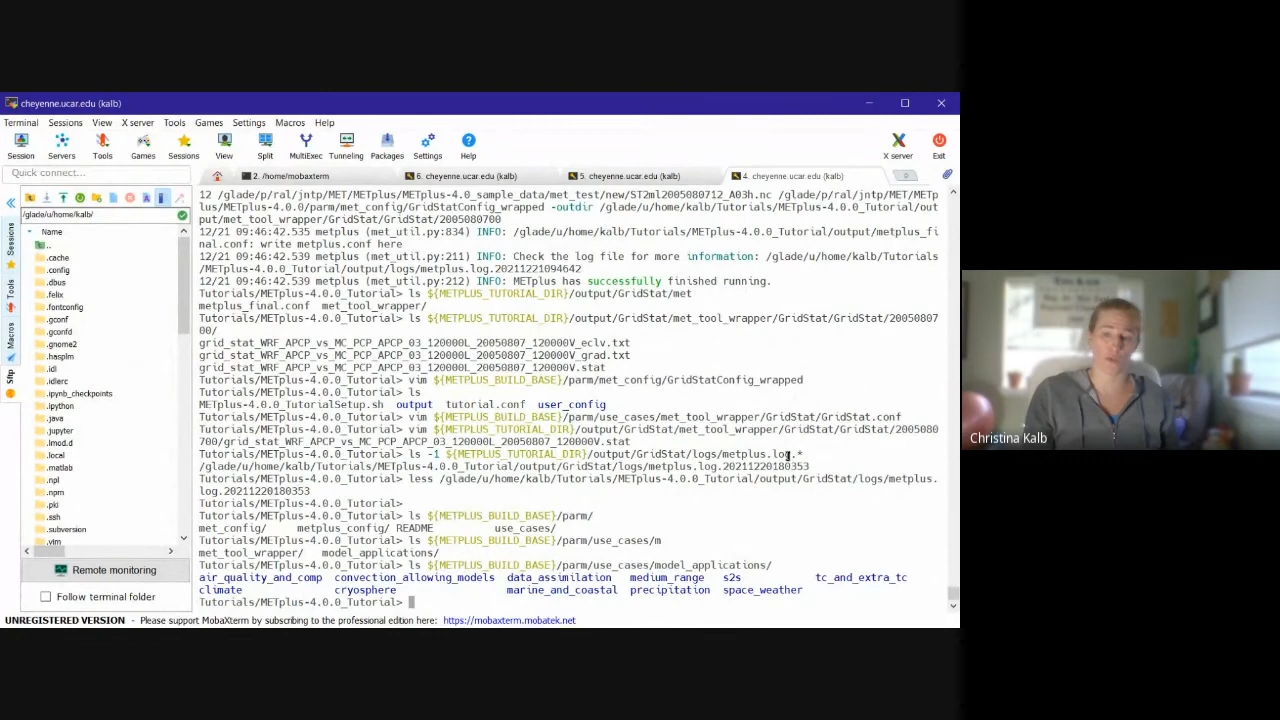 cheyenne.ucar.edu (kalb)
Terminal Sessions View X server Tools Games Settings Macros Help
Session Servers Tools Games Sessions View Split MultiExec Tunneling Packages Settings Help X server Exit
Quick connect...
2. /home/mobaxterm
6. cheyenne.ucar.edu (kalb)
5. cheyenne.ucar.edu (kalb)
4. cheyenne.ucar.edu (kalb)
Sessions
Tools
Macros
Sftp
/glade/u/home/kalb/
Name
..
.cache
.config
.dbus
.felix
.fontconfig
.gconf
.gconfd
.gnome2
.hasplm
.idl
.idlerc
.ipynb_checkpoints
.ipython
.java
.jupyter
.lmod.d
.local
.matlab
.npl
.npm
.pki
.ssh
.subversion
.vim
Remote monitoring
Follow terminal folder
12 /glade/p/ral/jntp/MET/METplus/METplus-4.0_sample_data/met_test/new/ST2ml2005080712_A03h.nc /glade/p/ral/jntp/MET/METp
lus/METplus-4.0.0/parm/met_config/GridStatConfig_wrapped -outdir /glade/u/home/kalb/Tutorials/METplus-4.0.0_Tutorial/out
put/met_tool_wrapper/GridStat/GridStat/2005080700
12/21 09:46:42.535 metplus (met_util.py:834) INFO: /glade/u/home/kalb/Tutorials/METplus-4.0.0_Tutorial/output/metplus_fi
nal.conf: write metplus.conf here
12/21 09:46:42.539 metplus (met_util.py:211) INFO: Check the log file for more information: /glade/u/home/kalb/Tutorials
/METplus-4.0.0_Tutorial/output/logs/metplus.log.20211221094642
12/21 09:46:42.539 metplus (met_util.py:212) INFO: METplus has successfully finished running.
Tutorials/METplus-4.0.0_Tutorial> ls ${METPLUS_TUTORIAL_DIR}/output/GridStat/met
metplus_final.conf met_tool_wrapper/
Tutorials/METplus-4.0.0_Tutorial> ls ${METPLUS_TUTORIAL_DIR}/output/GridStat/met_tool_wrapper/GridStat/GridStat/20050807
00/
grid_stat_WRF_APCP_vs_MC_PCP_APCP_03_120000L_20050807_120000V_eclv.txt
grid_stat_WRF_APCP_vs_MC_PCP_APCP_03_120000L_20050807_120000V_grad.txt
grid_stat_WRF_APCP_vs_MC_PCP_APCP_03_120000L_20050807_120000V.stat
Tutorials/METplus-4.0.0_Tutorial> vim ${METPLUS_BUILD_BASE}/parm/met_config/GridStatConfig_wrapped
Tutorials/METplus-4.0.0_Tutorial> ls
METplus-4.0.0_TutorialSetup.sh output tutorial.conf user_config
Tutorials/METplus-4.0.0_Tutorial> vim ${METPLUS_BUILD_BASE}/parm/use_cases/met_tool_wrapper/GridStat/GridStat.conf
Tutorials/METplus-4.0.0_Tutorial> vim ${METPLUS_TUTORIAL_DIR}/output/GridStat/met_tool_wrapper/GridStat/GridStat/2005080
700/grid_stat_WRF_APCP_vs_MC_PCP_APCP_03_120000L_20050807_120000V.stat
Tutorials/METplus-4.0.0_Tutorial> ls -1 ${METPLUS_TUTORIAL_DIR}/output/GridStat/logs/metplus.log.*
/glade/u/home/kalb/Tutorials/METplus-4.0.0_Tutorial/output/GridStat/logs/metplus.log.20211220180353
Tutorials/METplus-4.0.0_Tutorial> less /glade/u/home/kalb/Tutorials/METplus-4.0.0_Tutorial/output/GridStat/logs/metplus.
log.20211220180353
Tutorials/METplus-4.0.0_Tutorial>
Tutorials/METplus-4.0.0_Tutorial> ls ${METPLUS_BUILD_BASE}/parm/
met_config/ metplus_config/ README use_cases/
Tutorials/METplus-4.0.0_Tutorial> ls ${METPLUS_BUILD_BASE}/parm/use_cases/m
met_tool_wrapper/ model_applications/
Tutorials/METplus-4.0.0_Tutorial> ls ${METPLUS_BUILD_BASE}/parm/use_cases/model_applications/
air_quality_and_comp convection_allowing_models data_assimilation medium_range s2s tc_and_extra_tc
climate cryosphere marine_and_coastal precipitation space_weather
Tutorials/METplus-4.0.0_Tutorial>
UNREGISTERED VERSION - Please support MobaXterm by subscribing to the professional edition here: https://mobaxterm.mobatek.net
Christina Kalb